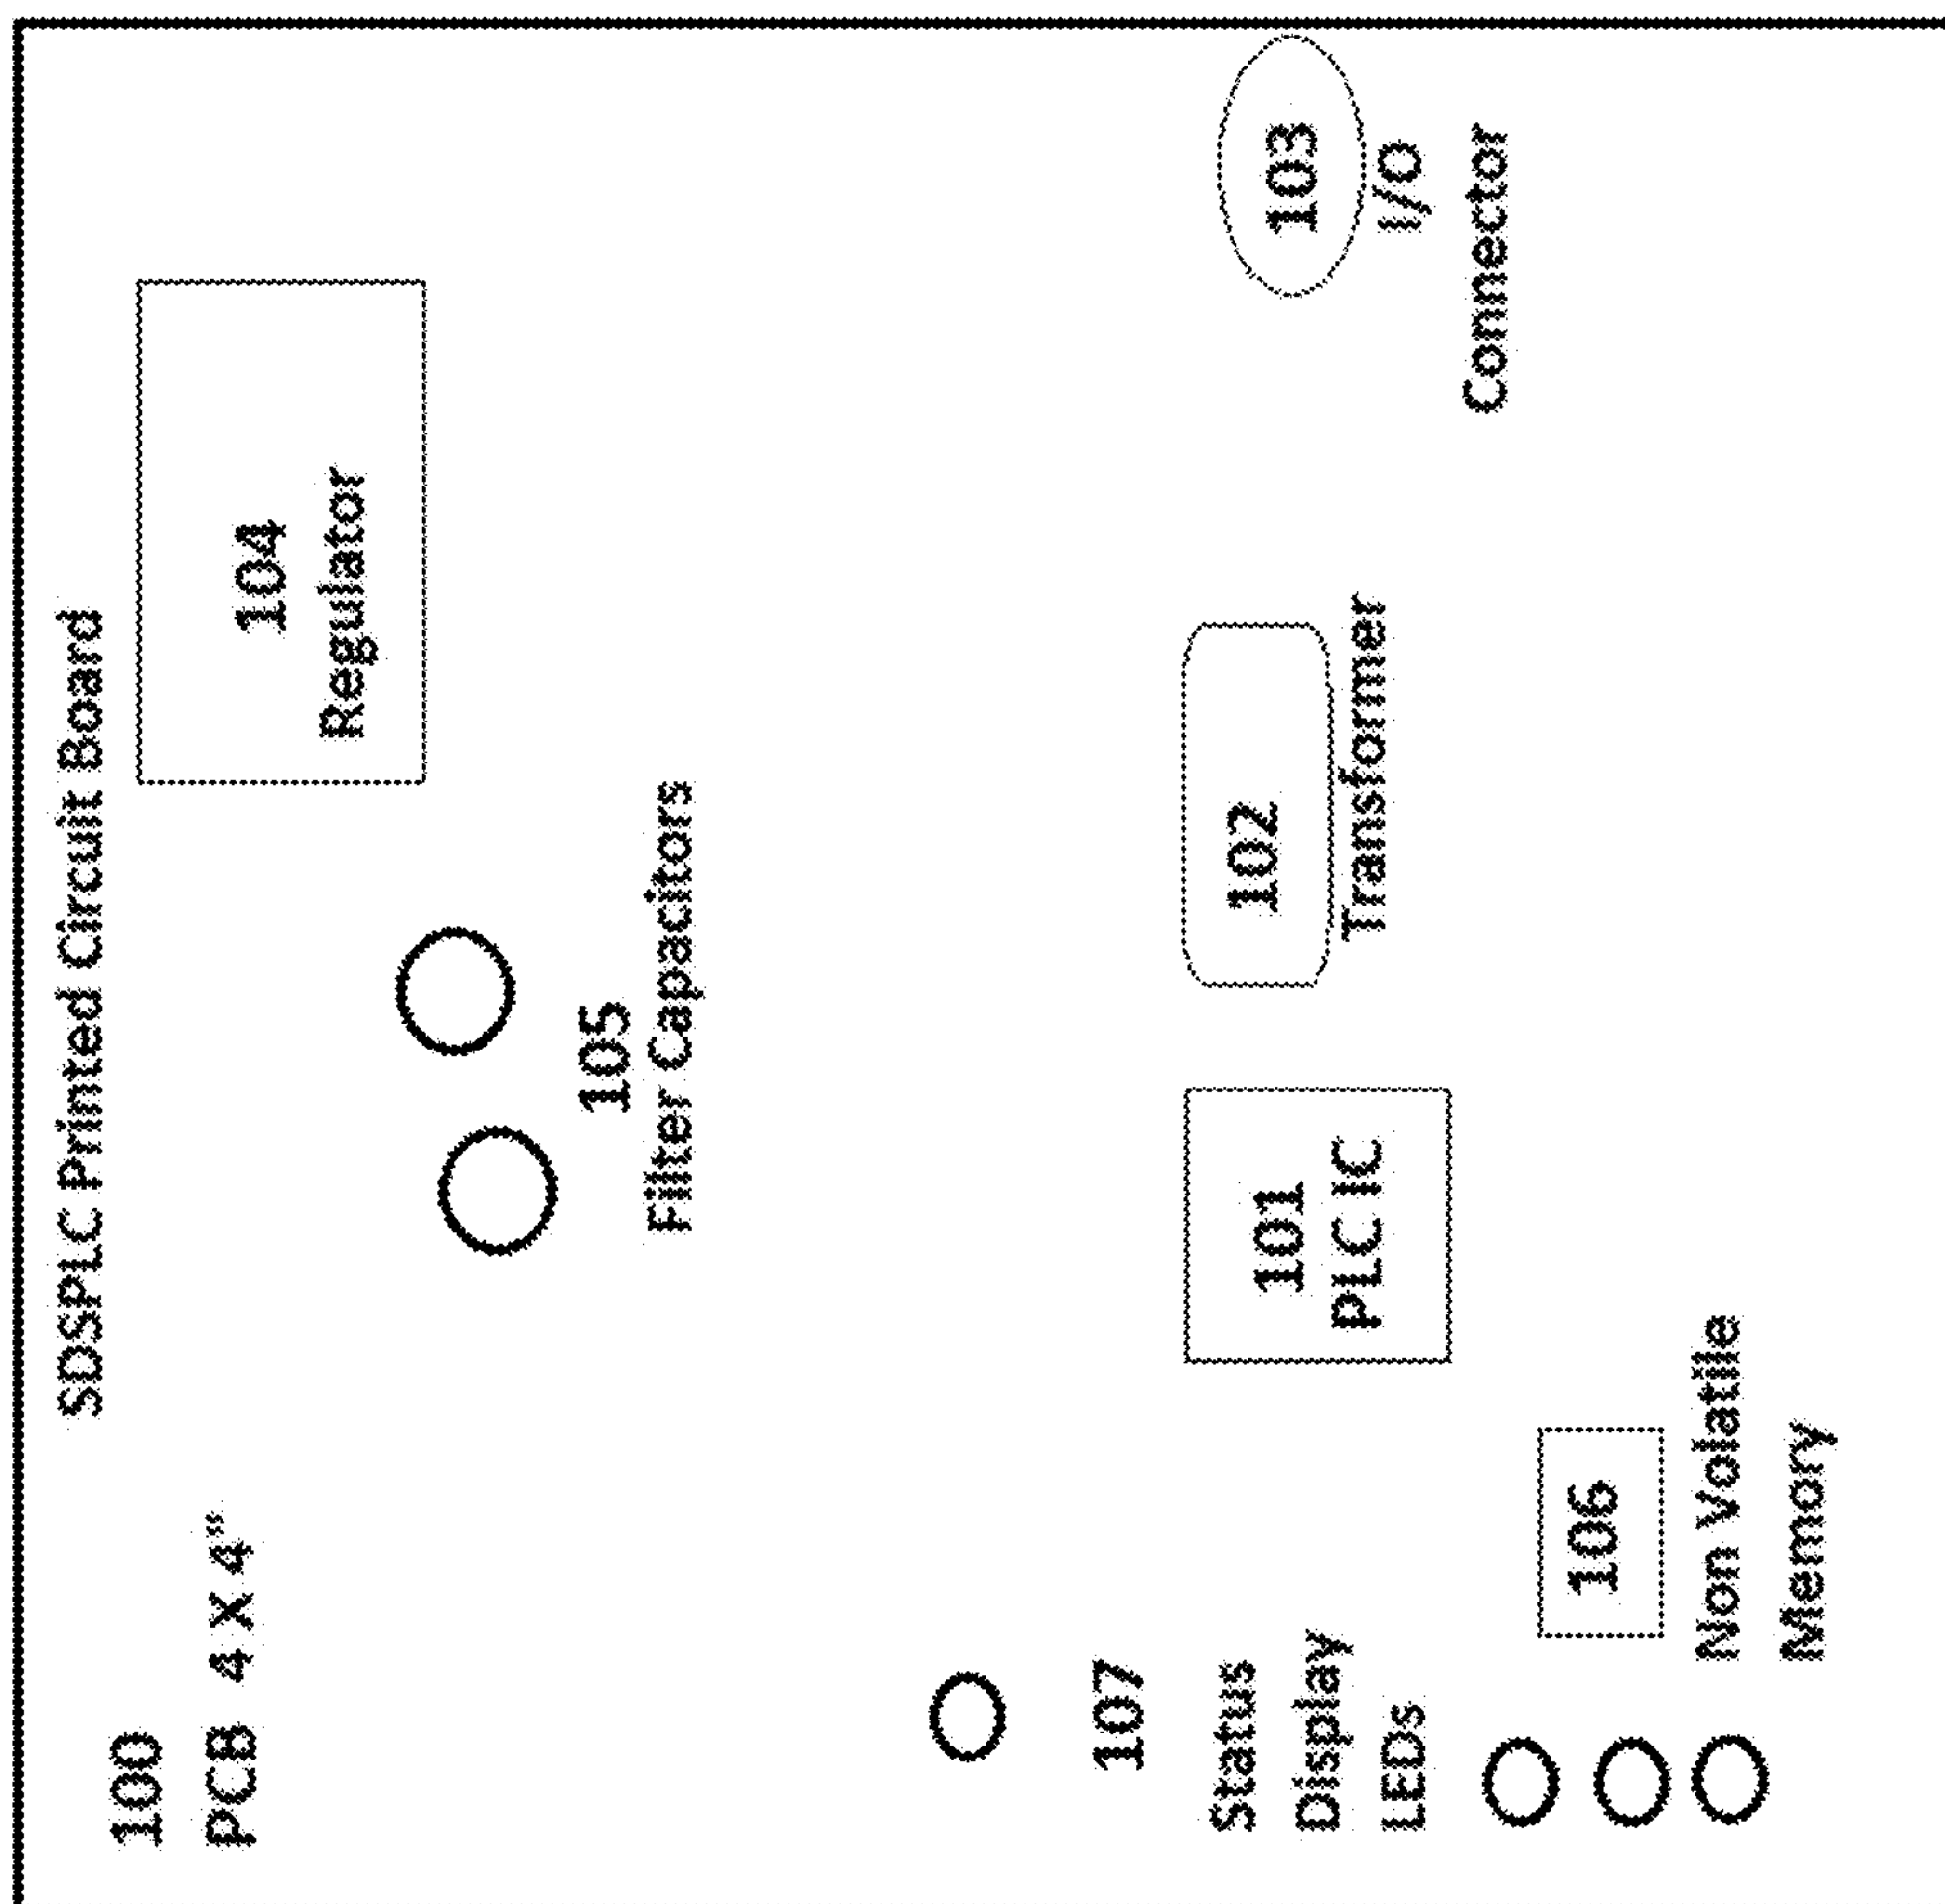 SDSPLC Printed Circuit Board
100
PCB 4 X 4”
104
Regulator
105
Filter Capacitors
107
Status
Display
LEDs
101
PLC IC
102
Transformer
103
I/O
Connector
106
Non Volatile
Memory